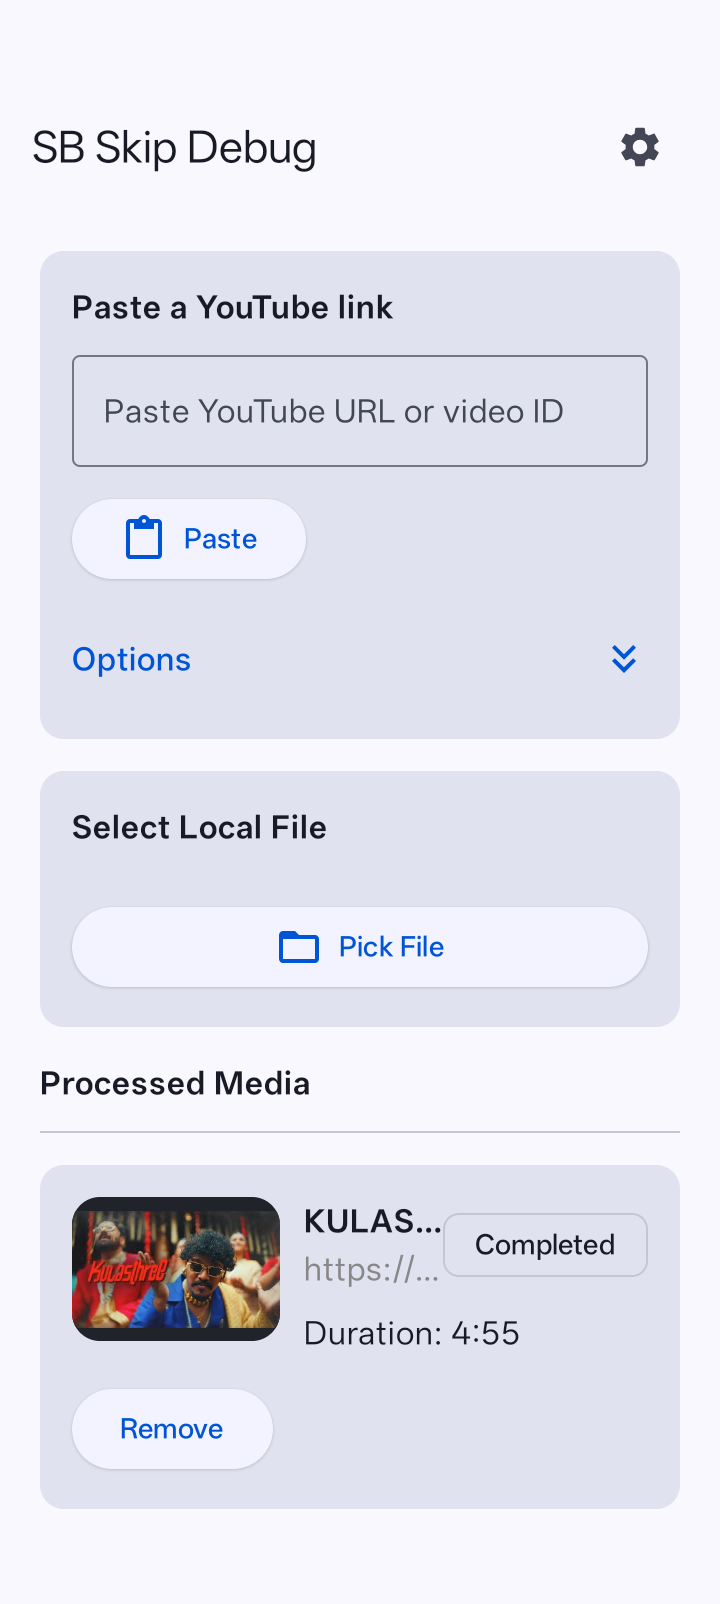 SB Skip Debug
Paste a YouTube link
Paste YouTube URL or video ID
Paste
Options
Select Local File
Pick File
Processed Media
Kulasthree
KULAS...
Completed
https://...
Duration: 4:55
Remove